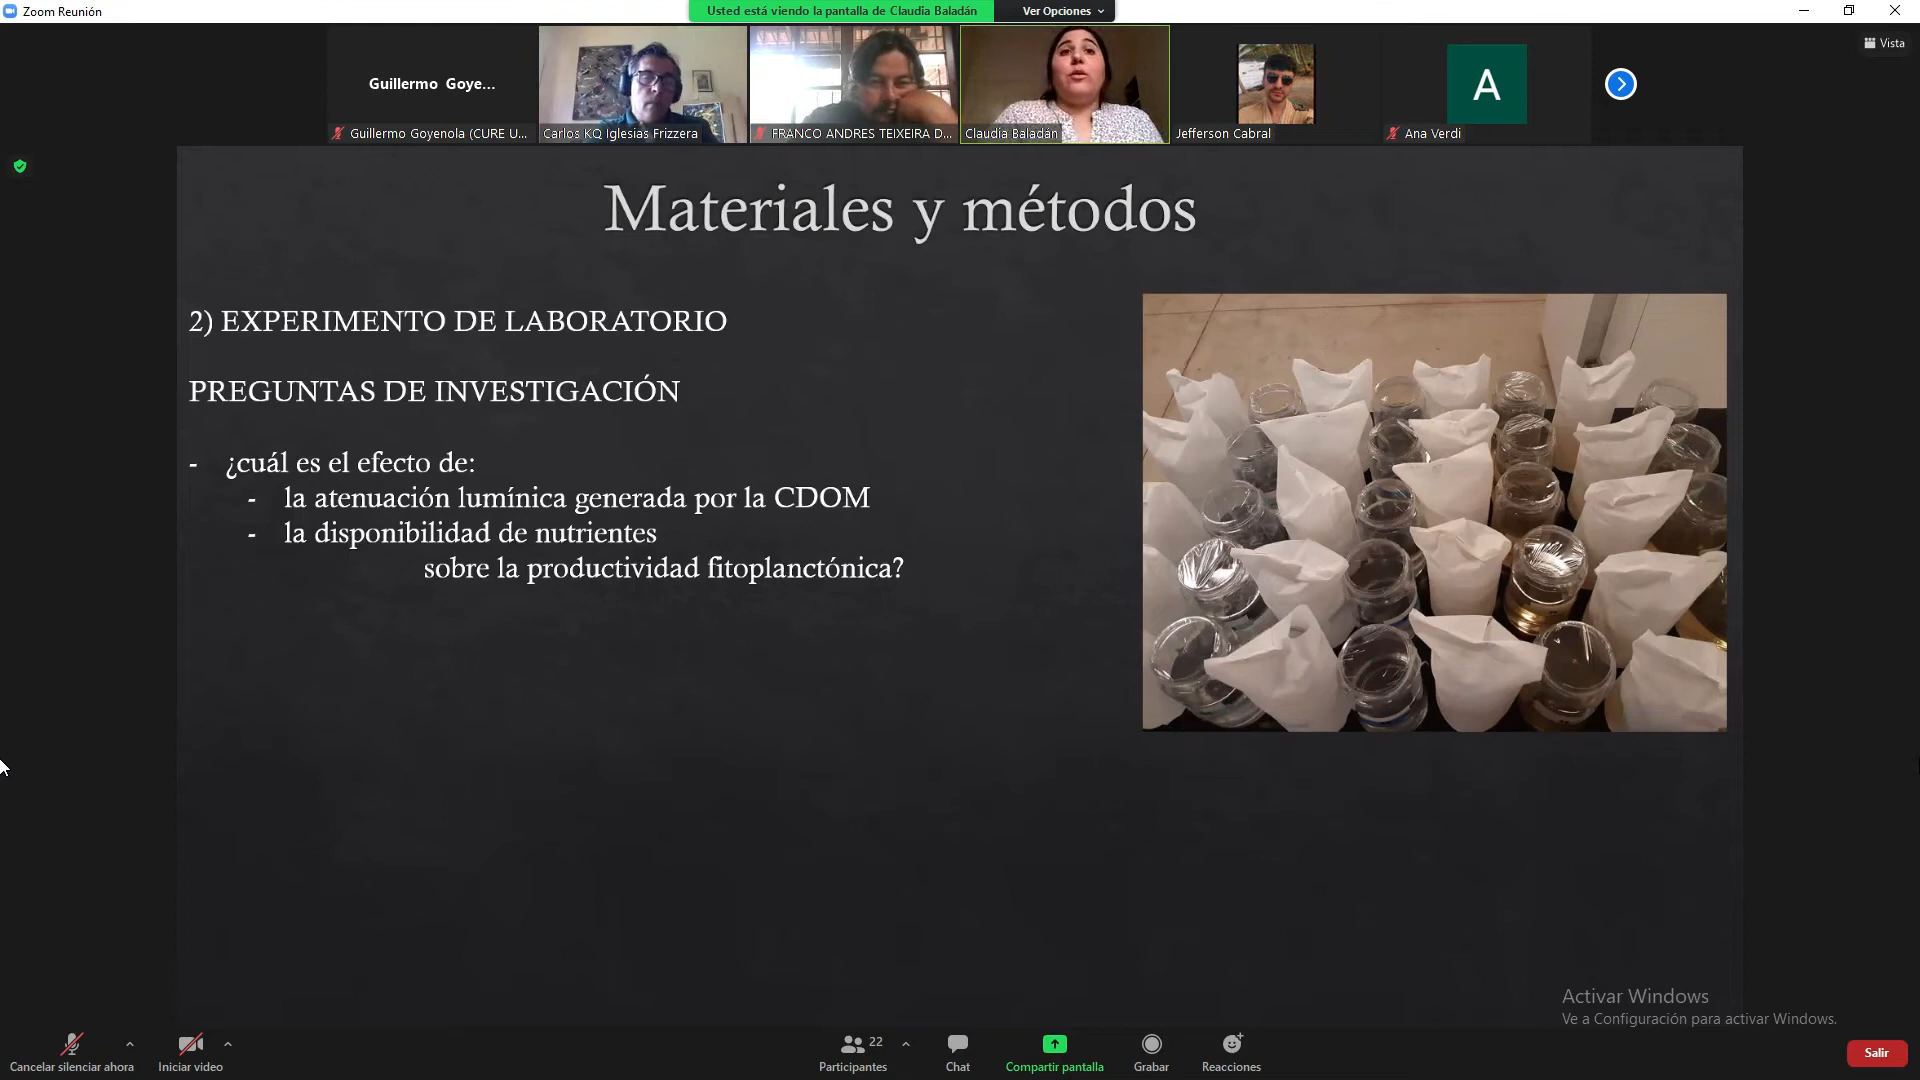 Zoom Reunión
Usted está viendo la pantalla de Claudia Baladán
Ver Opciones
Vista
Guillermo Goye...
Guillermo Goyenola (CURE U...
Carlos KQ Iglesias Frizzera
FRANCO ANDRES TEIXEIRA D...
Claudia Baladán
Jefferson Cabral
A
Ana Verdi
Materiales y métodos
2) EXPERIMENTO DE LABORATORIO
PREGUNTAS DE INVESTIGACIÓN
- ¿cuál es el efecto de:
- la atenuación lumínica generada por la CDOM
- la disponibilidad de nutrientes
sobre la productividad fitoplanctónica?
Activar Windows
Ve a Configuración para activar Windows.
Cancelar silenciar ahora
Iniciar video
22
Participantes
Chat
Compartir pantalla
Grabar
Reacciones
Salir